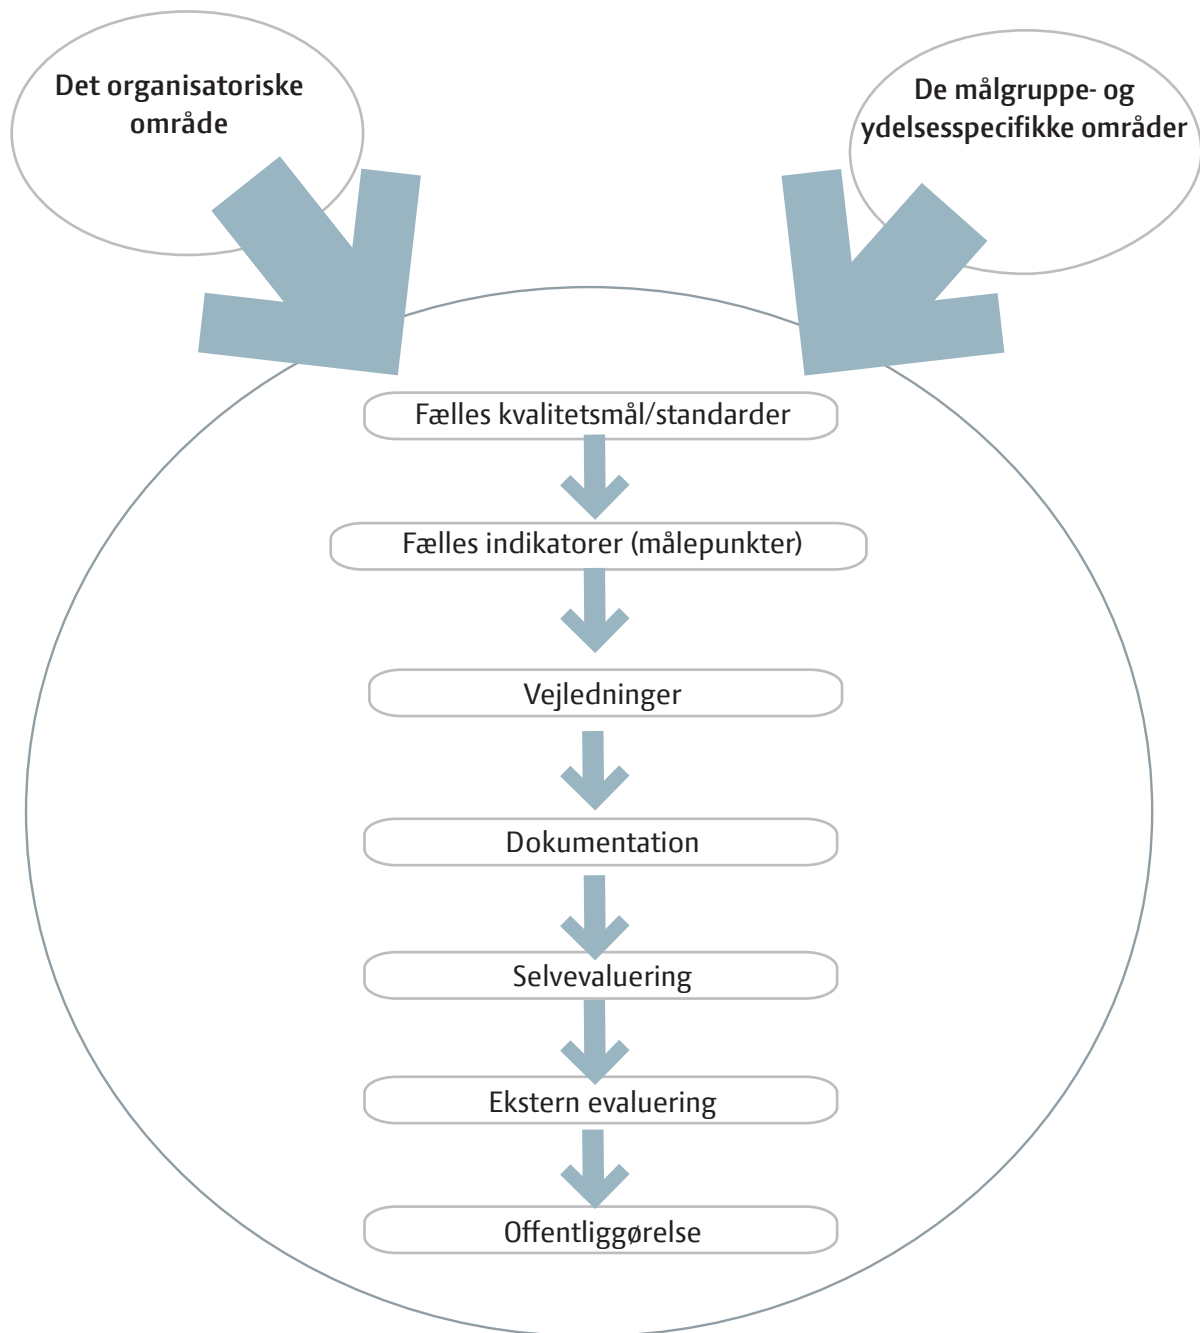 Det organisatoriske
område
De målgruppe- og
ydelsesspecifikke områder
Fælles kvalitetsmål/standarder
Fælles indikatorer (målepunkter)
Vejledninger
Dokumentation
Selvevaluering
Ekstern evaluering
Offentliggørelse